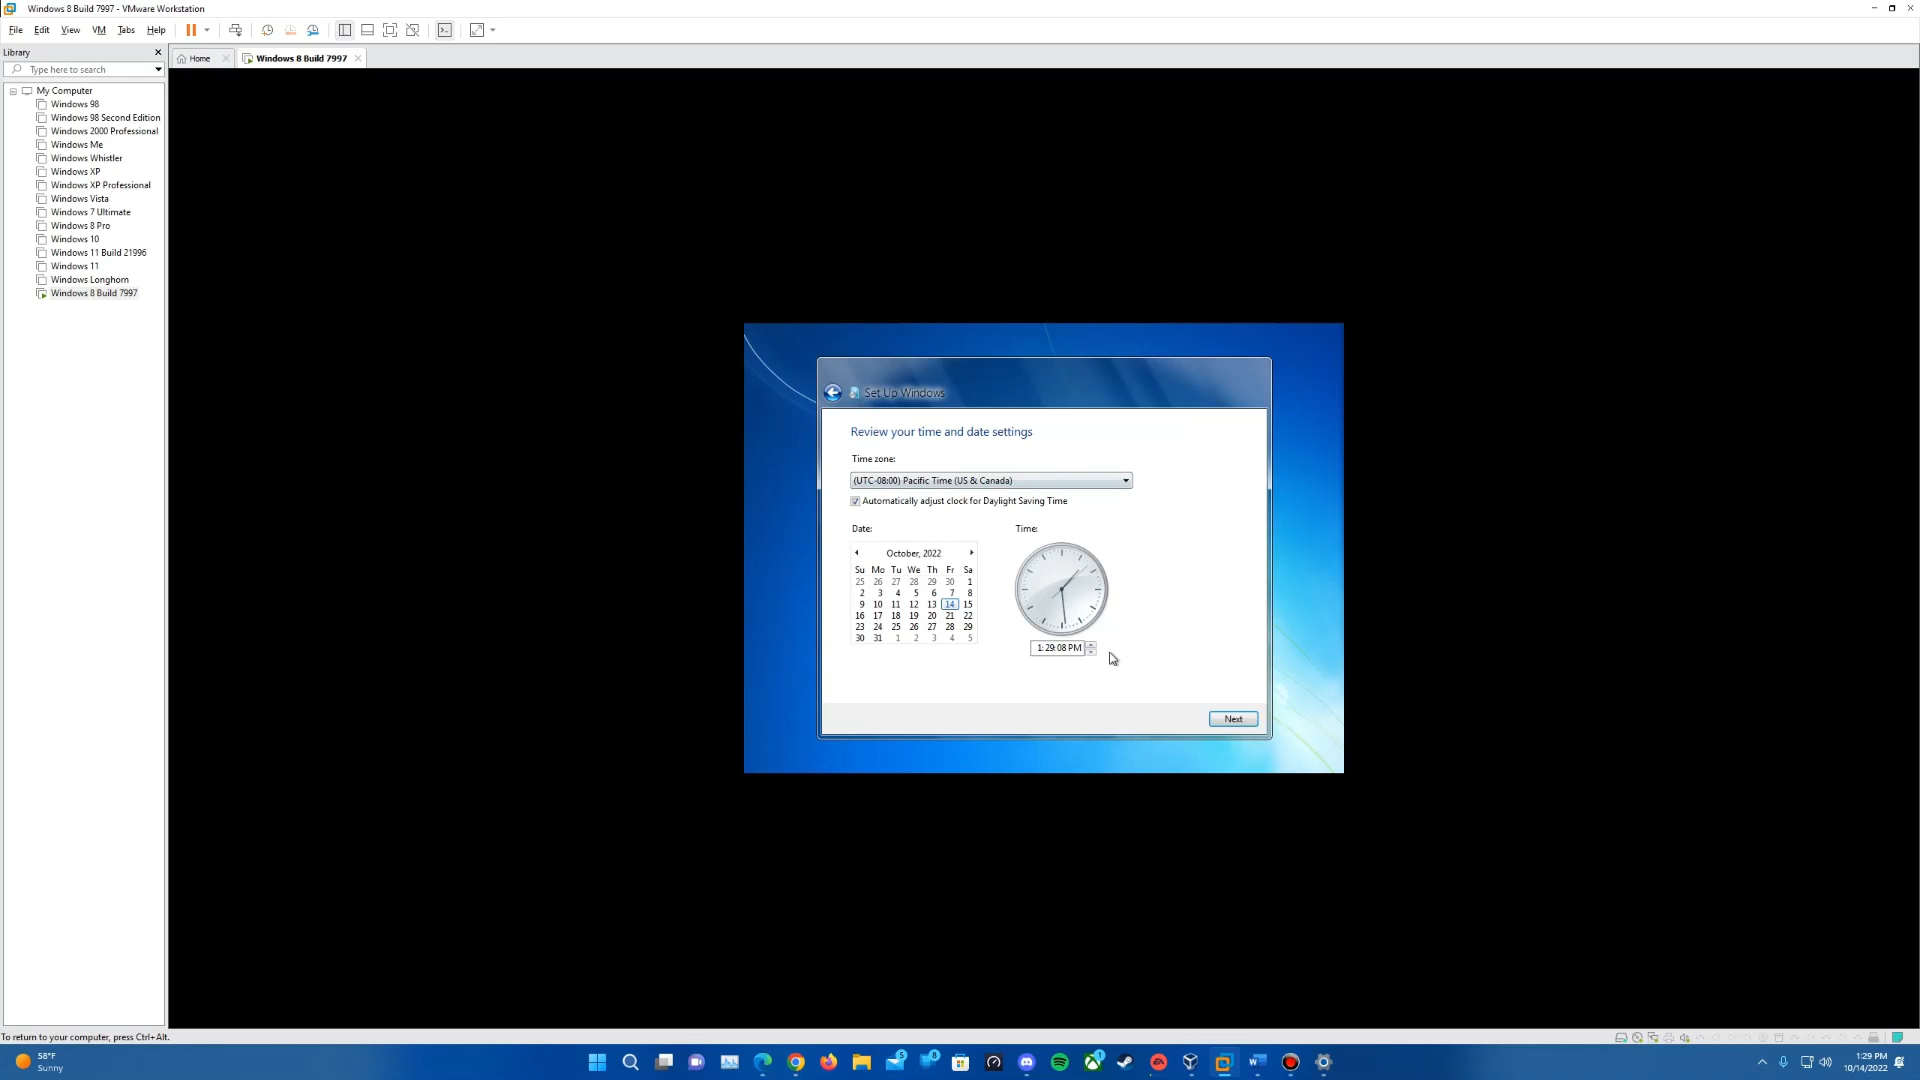 Windows 8 Build 7997 - VMware Workstation
File Edit View VM Tabs Help
Library
Type here to search
Home
Windows 8 Build 7997
My Computer
Windows 98
Windows 98 Second Edition
Windows 2000 Professional
Windows Me
Windows Whistler
Windows XP
Windows XP Professional
Windows Vista
Windows 7 Ultimate
Windows 8 Pro
Windows 10
Windows 11 Build 21996
Windows 11
Windows Longhorn
Windows 8 Build 7997
Set Up Windows
Review your time and date settings
Time zone:
(UTC-08:00) Pacific Time (US & Canada)
Automatically adjust clock for Daylight Saving Time
Date:
Time:
October, 2022
Su Mo Tu We Th Fr Sa
25 26 27 28 29 30 1
2 3 4 5 6 7 8
9 10 11 12 13 14 15
16 17 18 19 20 21 22
23 24 25 26 27 28 29
30 31 1 2 3 4 5
1:29:08 PM
Next
To return to your computer, press Ctrl+Alt.
58°F
Sunny
5
8
EA
1
W
1:29 PM
10/14/2022